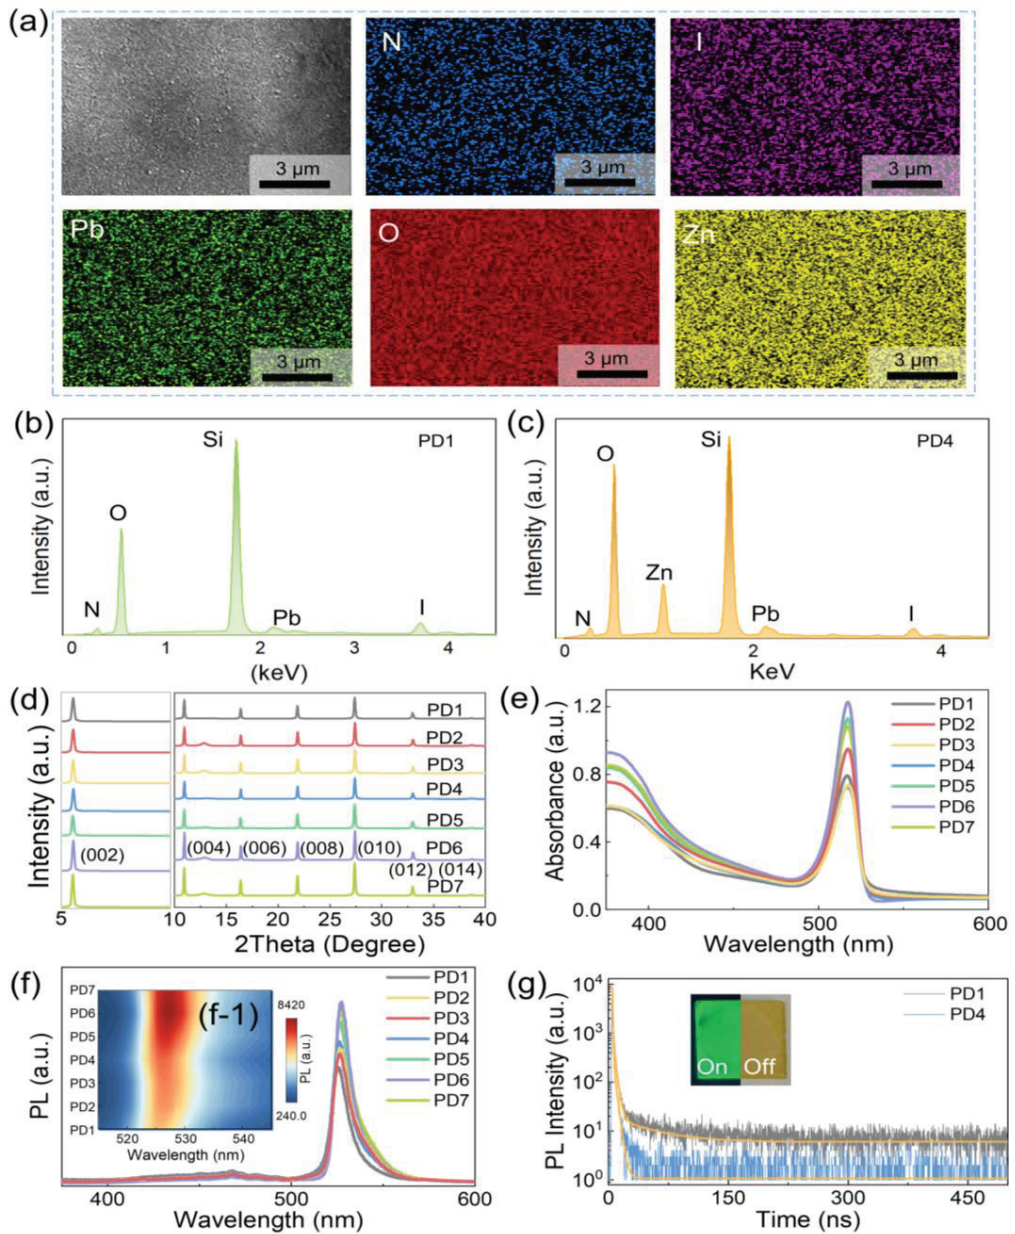 (a)
N
I
3 μm
3 μm
3 μm
Pb
O
Zn
3 μm
3 μm
3 μm
(b)
Intensity (a.u.)
Si
PD1
O
N
Pb
I
0 1 2 3 4
(keV)
(c)
Intensity (a.u.)
Si
PD4
O
Zn
N
Pb
I
0 2 4
KeV
(d)
Intensity (a.u.)
PD1
PD2
PD3
PD4
PD5
PD6
(002)
(004) (006) (008) (010)
(012) (014)
PD7
5 10 15 20 25 30 35 40
2Theta (Degree)
(e)
Absorbance (a.u.)
1.2
0.8
0.4
0.0
PD1
PD2
PD3
PD4
PD5
PD6
PD7
400 500 600
Wavelength (nm)
(f)
PL (a.u.)
PD7
PD6
PD5
PD4
PD3
PD2
PD1
(f-1)
8420
PL (a.u.)
240.0
520 530 540
Wavelength (nm)
PD1
PD2
PD3
PD4
PD5
PD6
PD7
400 500 600
Wavelength (nm)
(g)
PL Intensity (a.u.)
10⁴
10³
10²
10¹
10⁰
On Off
PD1
PD4
0 150 300 450
Time (ns)